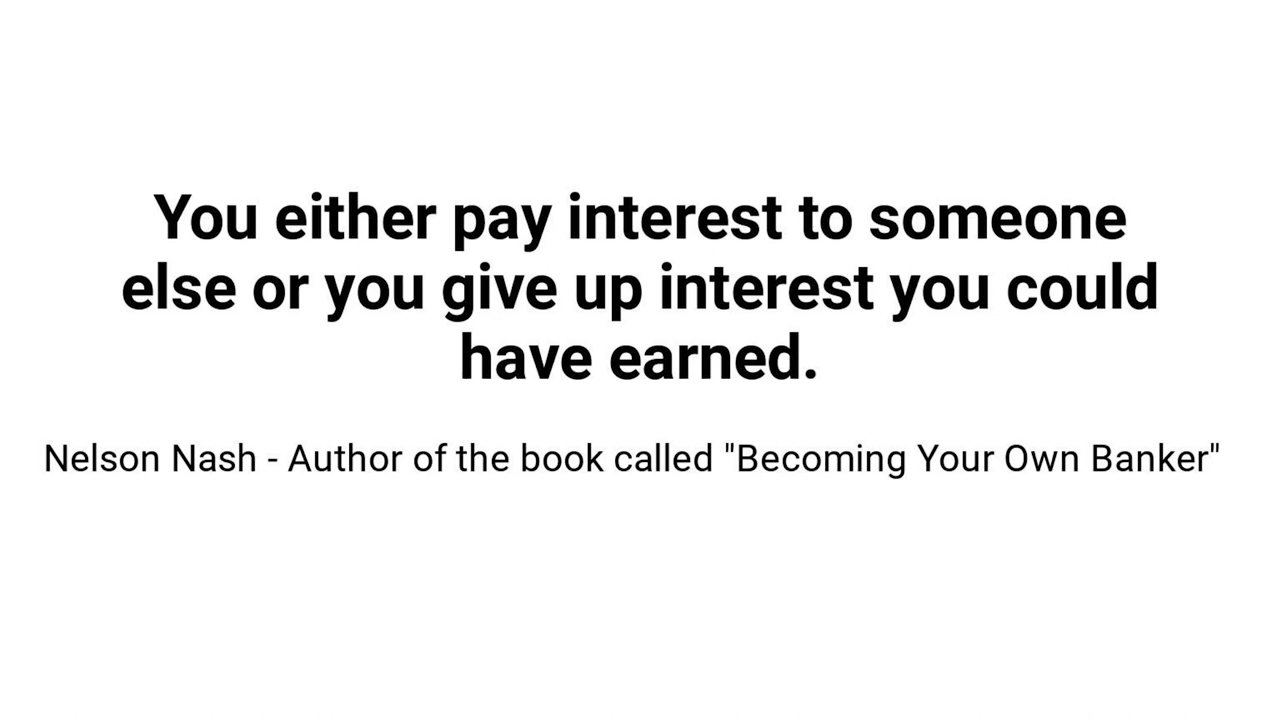 You either pay interest to someone
else or you give up interest you could
have earned.
Nelson Nash - Author of the book called "Becoming Your Own Banker"